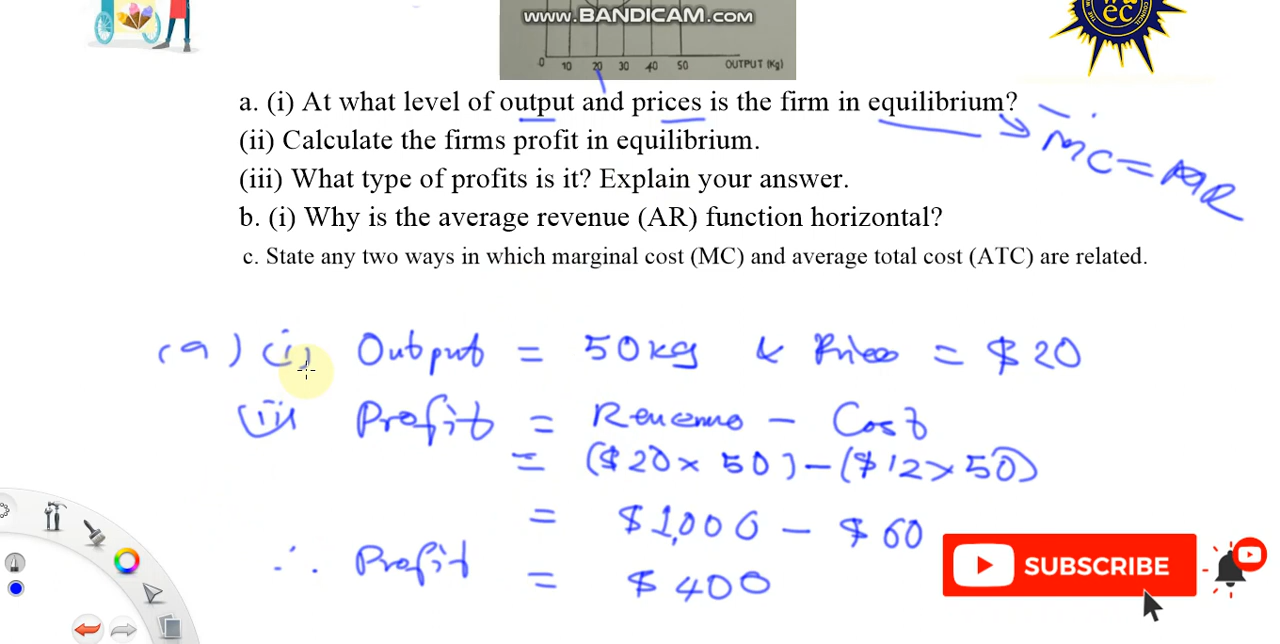 WWW.BANDICAM.COM
ec
0 10 20 30 40 50 OUTPUT (Kg)
a. (i) At what level of output and prices is the firm in equilibrium?
(ii) Calculate the firms profit in equilibrium.
(iii) What type of profits is it? Explain your answer.
b. (i) Why is the average revenue (AR) function horizontal?
c. State any two ways in which marginal cost (MC) and average total cost (ATC) are related.
MC = MR
(a) (i) Output = 50kg & Price = $20
(ii) Profit = Revenue - Cost
= ($20 x 50) - ($12 x 50)
= $1,000 - $60
∴ Profit = $400
SUBSCRIBE